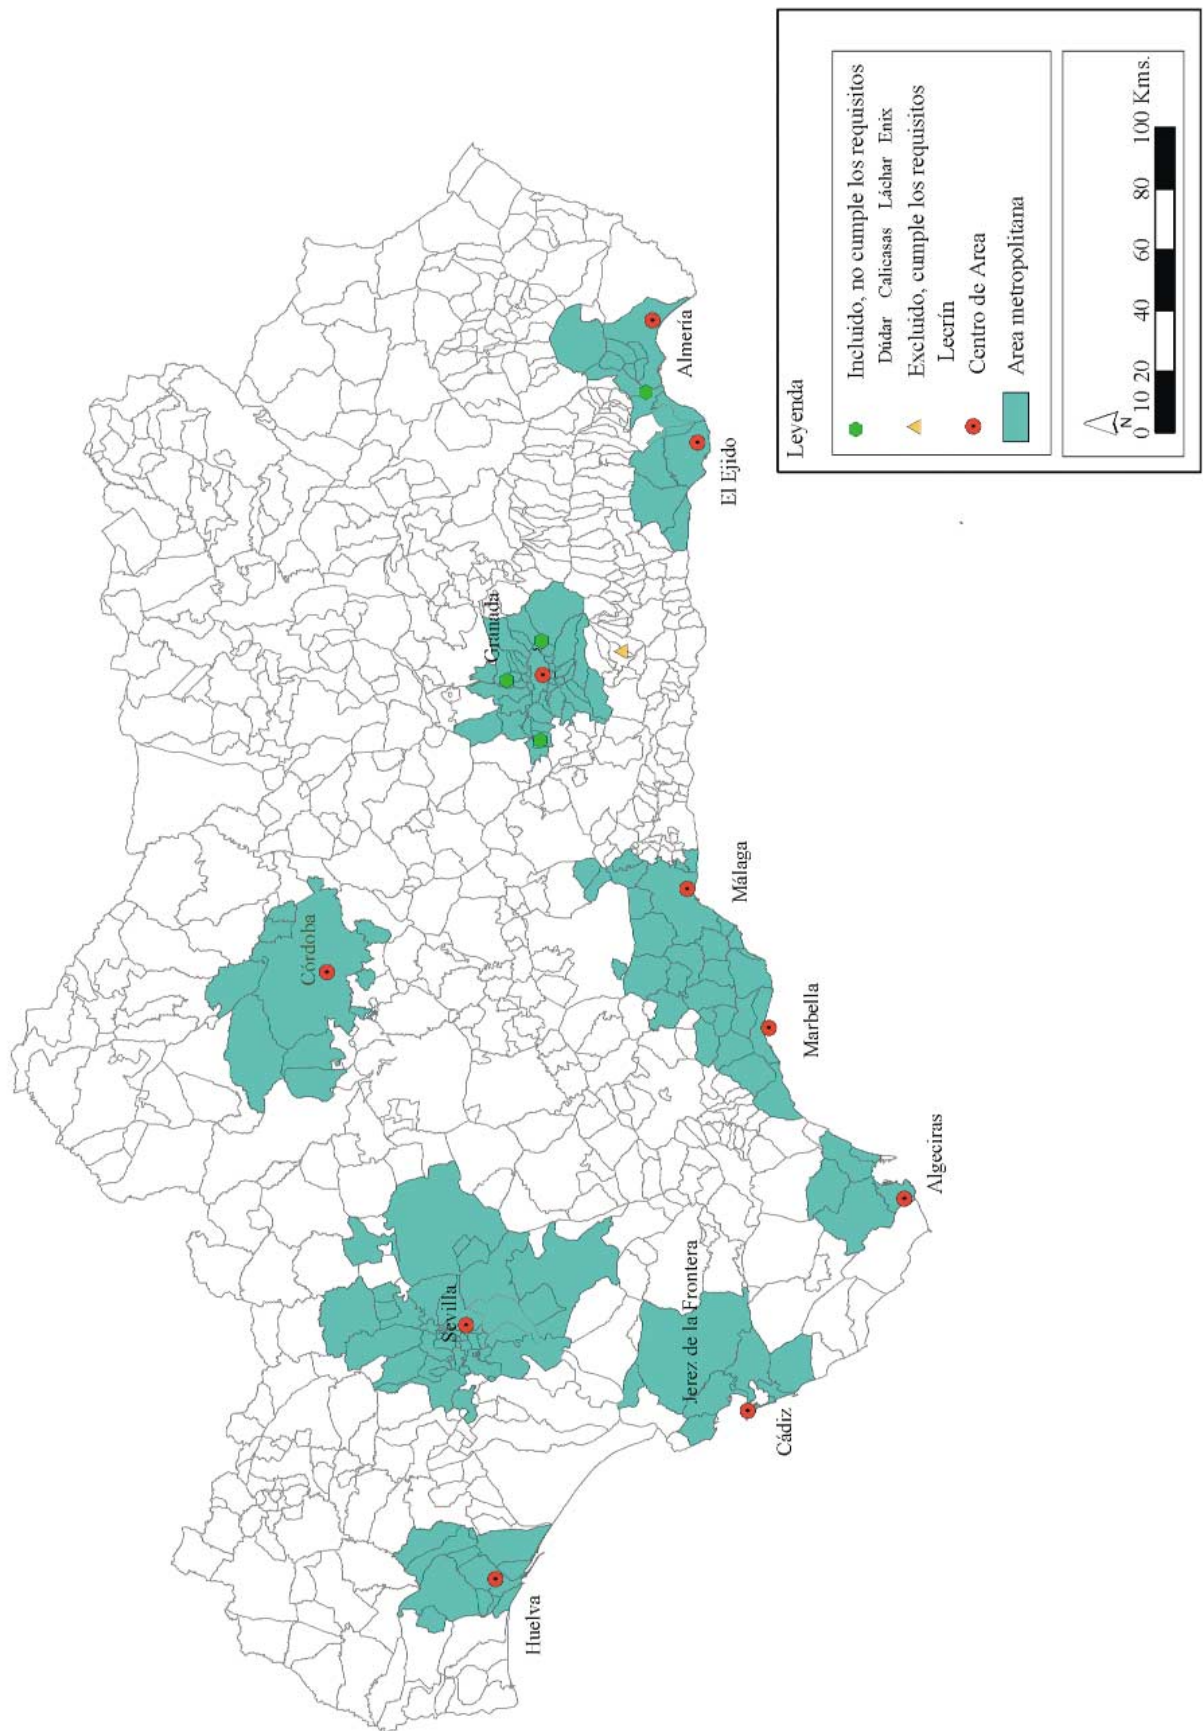 Córdoba
Sevilla
Huelva
Jerez de la Frontera
Cádiz
Algeciras
Marbella
Málaga
Granada
El Ejido
Almería
Leyenda
Incluido, no cumple los requisitos
Dúdar Calicasas Láchar Enix
Excluido, cumple los requisitos
Lecrín
Centro de Area
Area metropolitana
N
0 10 20 40 60 80 100 Kms.